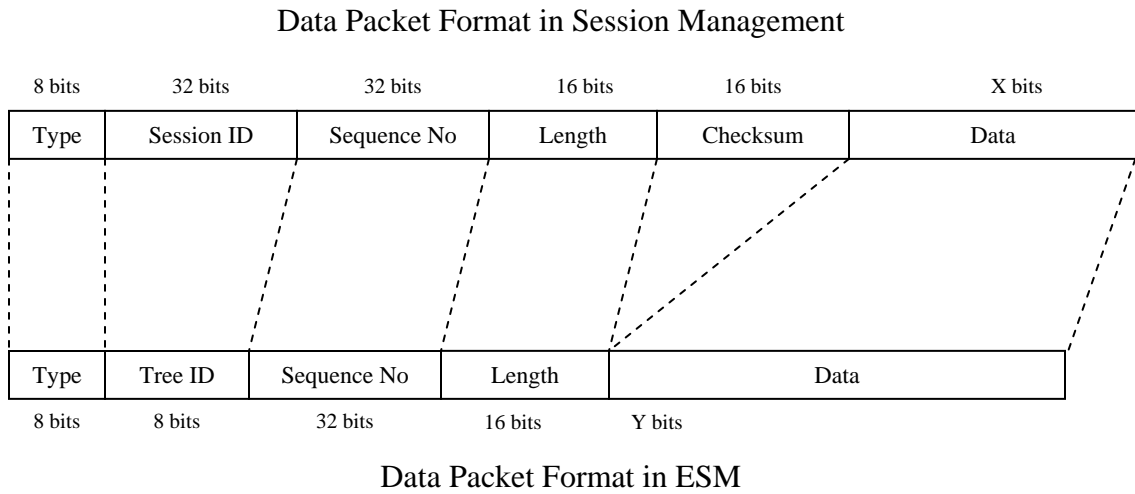 Data Packet Format in Session Management
8 bits 32 bits 32 bits 16 bits 16 bits X bits
Type Session ID Sequence No Length Checksum Data
Type Tree ID Sequence No Length Data
8 bits 8 bits 32 bits 16 bits Y bits
Data Packet Format in ESM